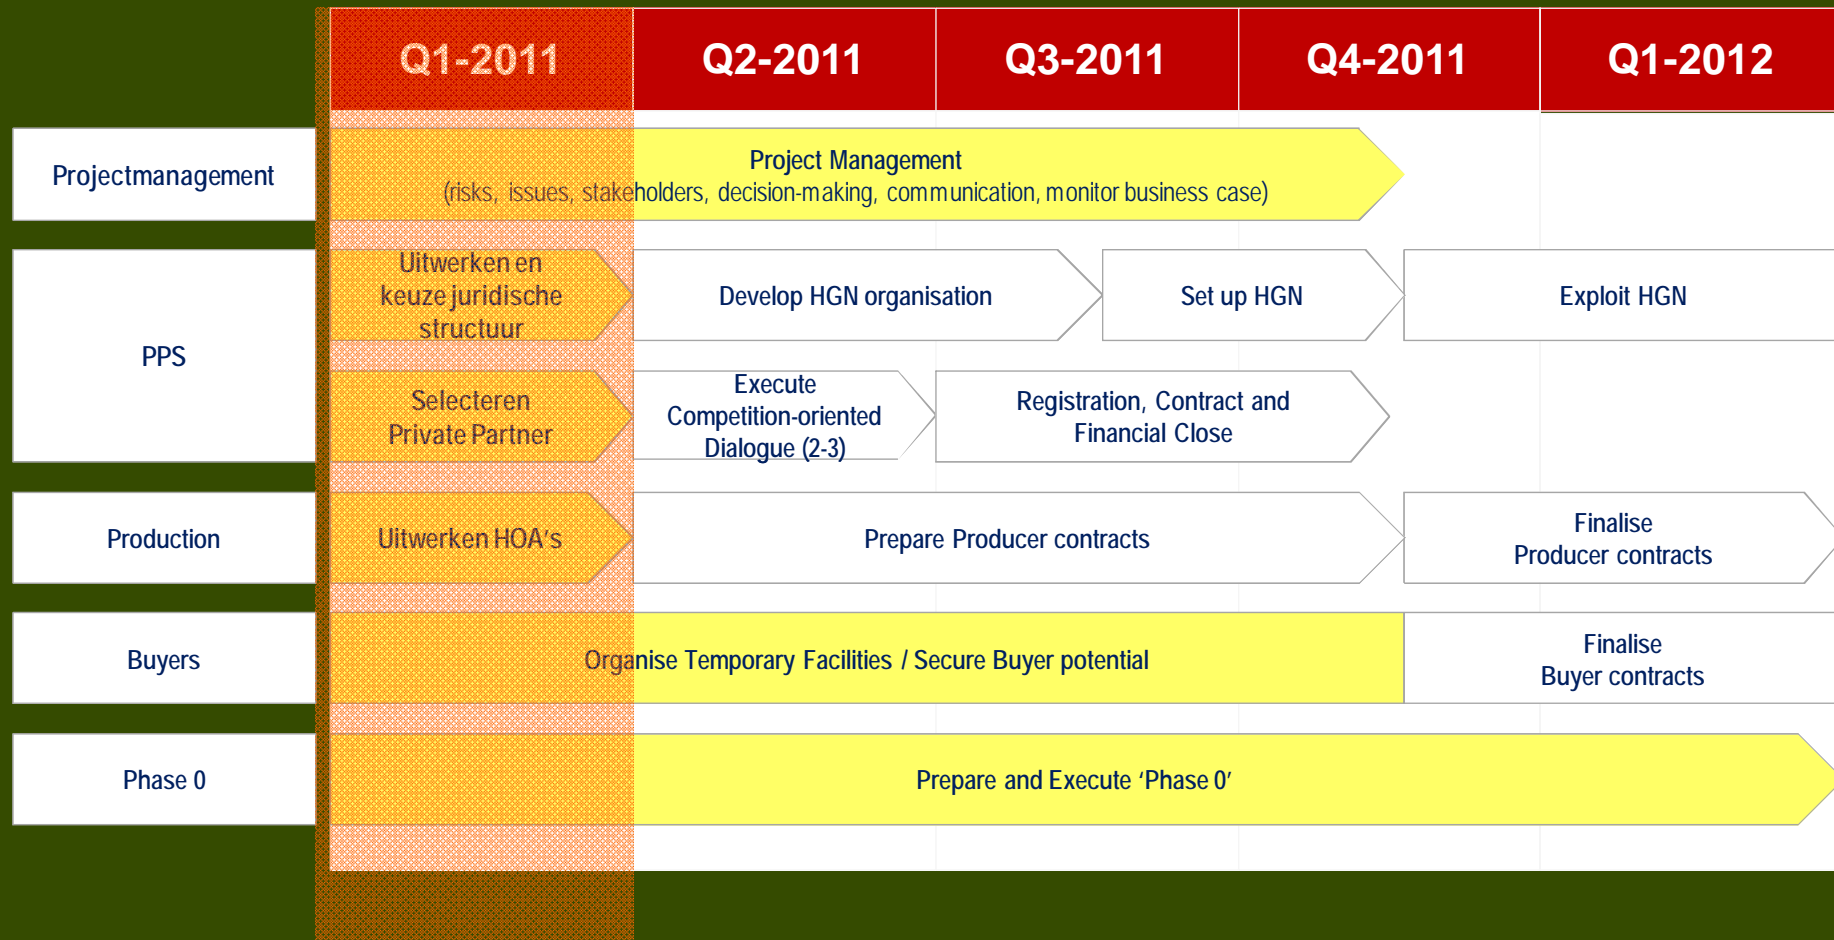 Q1-2011
Q2-2011
Q3-2011
Q4-2011
Q1-2012
Projectmanagement
Project Management
(risks, issues, stakeholders, decision-making, communication, monitor business case)
PPS
Uitwerken en
keuze juridische
structuur
Develop HGN organisation
Set up HGN
Exploit HGN
Selecteren
Private Partner
Execute
Competition-oriented
Dialogue (2-3)
Registration, Contract and
Financial Close
Production
Uitwerken HOA's
Prepare Producer contracts
Finalise
Producer contracts
Buyers
Organise Temporary Facilities / Secure Buyer potential
Finalise
Buyer contracts
Phase 0
Prepare and Execute ‘Phase 0’